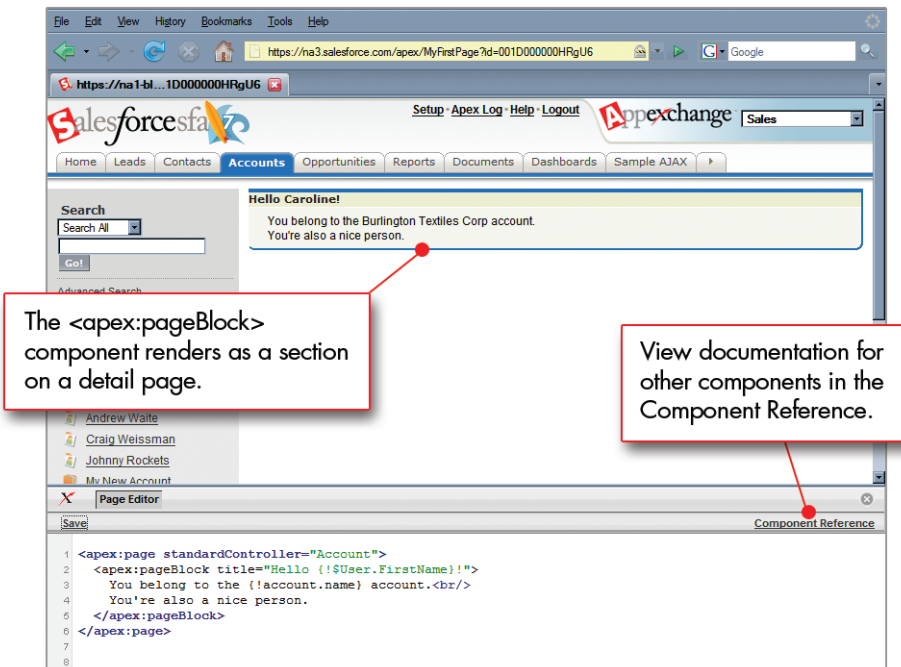 File Edit View History Bookmarks Tools Help
https://na3.salesforce.com/apex/MyFirstPage?id=001D000000HRgU6
G Google
https://na1-bl...1D000000HRgU6
Salesforcesfa
Setup · Apex Log · Help · Logout
Appexchange
Sales
Home Leads Contacts Accounts Opportunities Reports Documents Dashboards Sample AJAX
Search
Search All
Go!
Advanced Search
Hello Caroline!
You belong to the Burlington Textiles Corp account.
You're also a nice person.
The <apex:pageBlock>
component renders as a section
on a detail page.
View documentation for
other components in the
Component Reference.
Andrew Waite
Craig Weissman
Johnny Rockets
My New Account
Page Editor
Save
Component Reference
1 <apex:page standardController="Account">
2 <apex:pageBlock title="Hello {!$User.FirstName}!">
3 You belong to the {!account.name} account.<br/>
4 You're also a nice person.
5 </apex:pageBlock>
6 </apex:page>
7
8